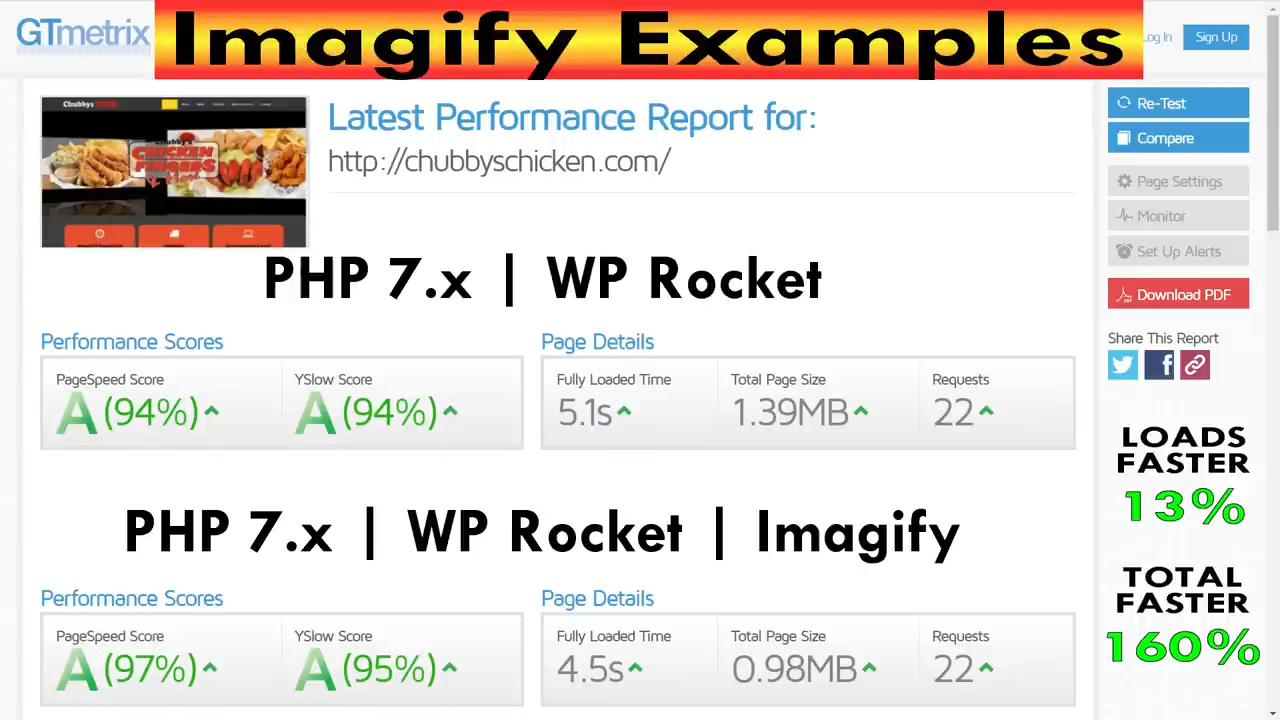 GTmetrix
Imagify Examples
Log In
Sign Up
Chubbys
Chubby's
CHICKEN
FINGERS
Latest Performance Report for:
http://chubbyschicken.com/
Re-Test
Compare
Page Settings
Monitor
Set Up Alerts
Download PDF
Share This Report
PHP 7.x | WP Rocket
Performance Scores
Page Details
PageSpeed Score
YSlow Score
Fully Loaded Time
Total Page Size
Requests
A (94%)
A (94%)
5.1s
1.39MB
22
LOADS
FASTER
13%
PHP 7.x | WP Rocket | Imagify
Performance Scores
Page Details
PageSpeed Score
YSlow Score
Fully Loaded Time
Total Page Size
Requests
A (97%)
A (95%)
4.5s
0.98MB
22
TOTAL
FASTER
160%